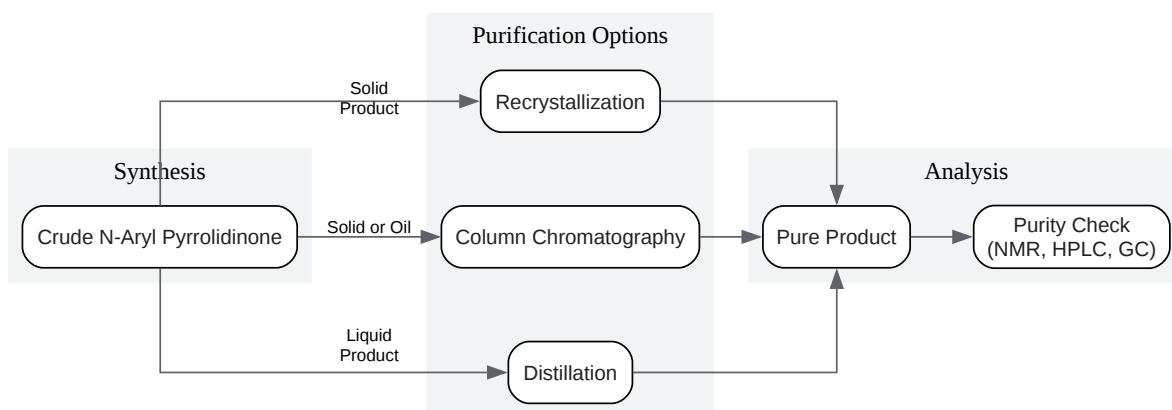 Purification Options
Solid
Product
Recrystallization
Synthesis
Analysis
Crude N-Aryl Pyrrolidinone
Solid or Oil
Column Chromatography
Pure Product
Purity Check
(NMR, HPLC, GC)
Liquid
Product
Distillation